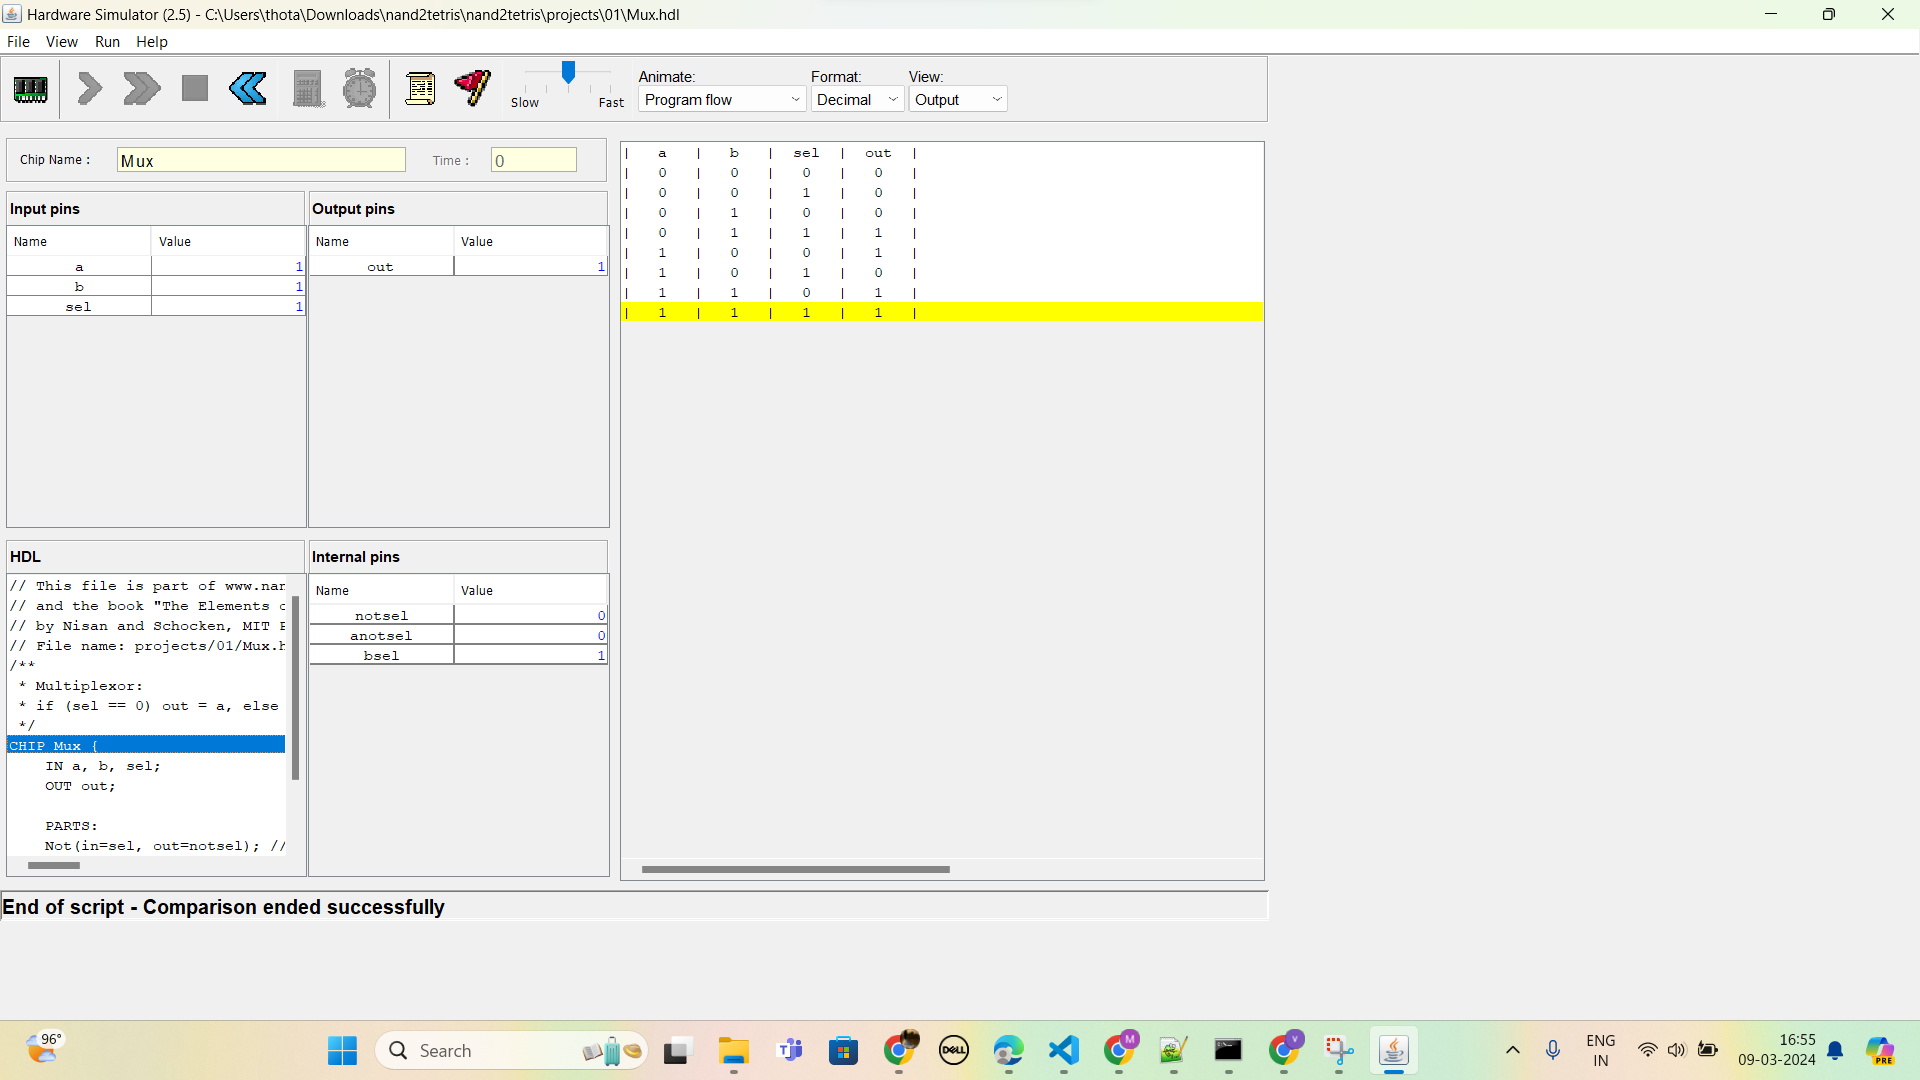 Hardware Simulator (2.5) - C:\Users\thota\Downloads\nand2tetris\nand2tetris\projects\01\Mux.hdl
File View Run Help
Animate: Format: View:
Slow Fast Program flow Decimal Output
Chip Name : Mux Time : 0
Input pins Output pins
Name Value Name Value
a 1 out 1
b 1
sel 1
| a | b | sel | out |
| 0 | 0 | 0 | 0 |
| 0 | 0 | 1 | 0 |
| 0 | 1 | 0 | 0 |
| 0 | 1 | 1 | 1 |
| 1 | 0 | 0 | 1 |
| 1 | 0 | 1 | 0 |
| 1 | 1 | 0 | 1 |
| 1 | 1 | 1 | 1 |
HDL
// This file is part of www.nan
// and the book "The Elements o
// by Nisan and Schocken, MIT P
// File name: projects/01/Mux.h
/**
* Multiplexor:
* if (sel == 0) out = a, else
*/
CHIP Mux {
IN a, b, sel;
OUT out;
PARTS:
Not(in=sel, out=notsel); //
Internal pins
Name Value
notsel 0
anotsel 0
bsel 1
End of script - Comparison ended successfully
96°
Search
DELL
M
v
ENG
IN
16:55
09-03-2024
PRE